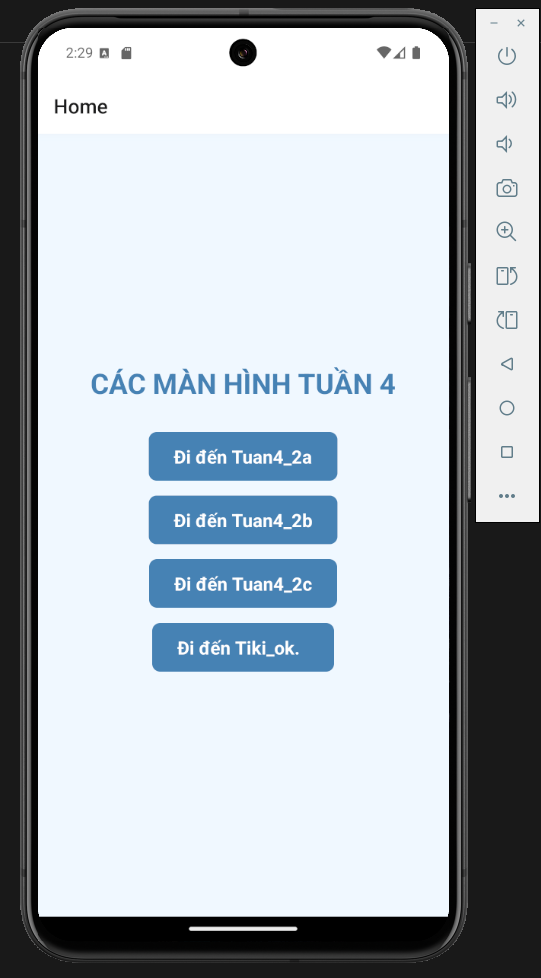 2:29
Home
CÁC MÀN HÌNH TUẦN 4
Đi đến Tuan4_2a
Đi đến Tuan4_2b
Đi đến Tuan4_2c
Đi đến Tiki_ok.